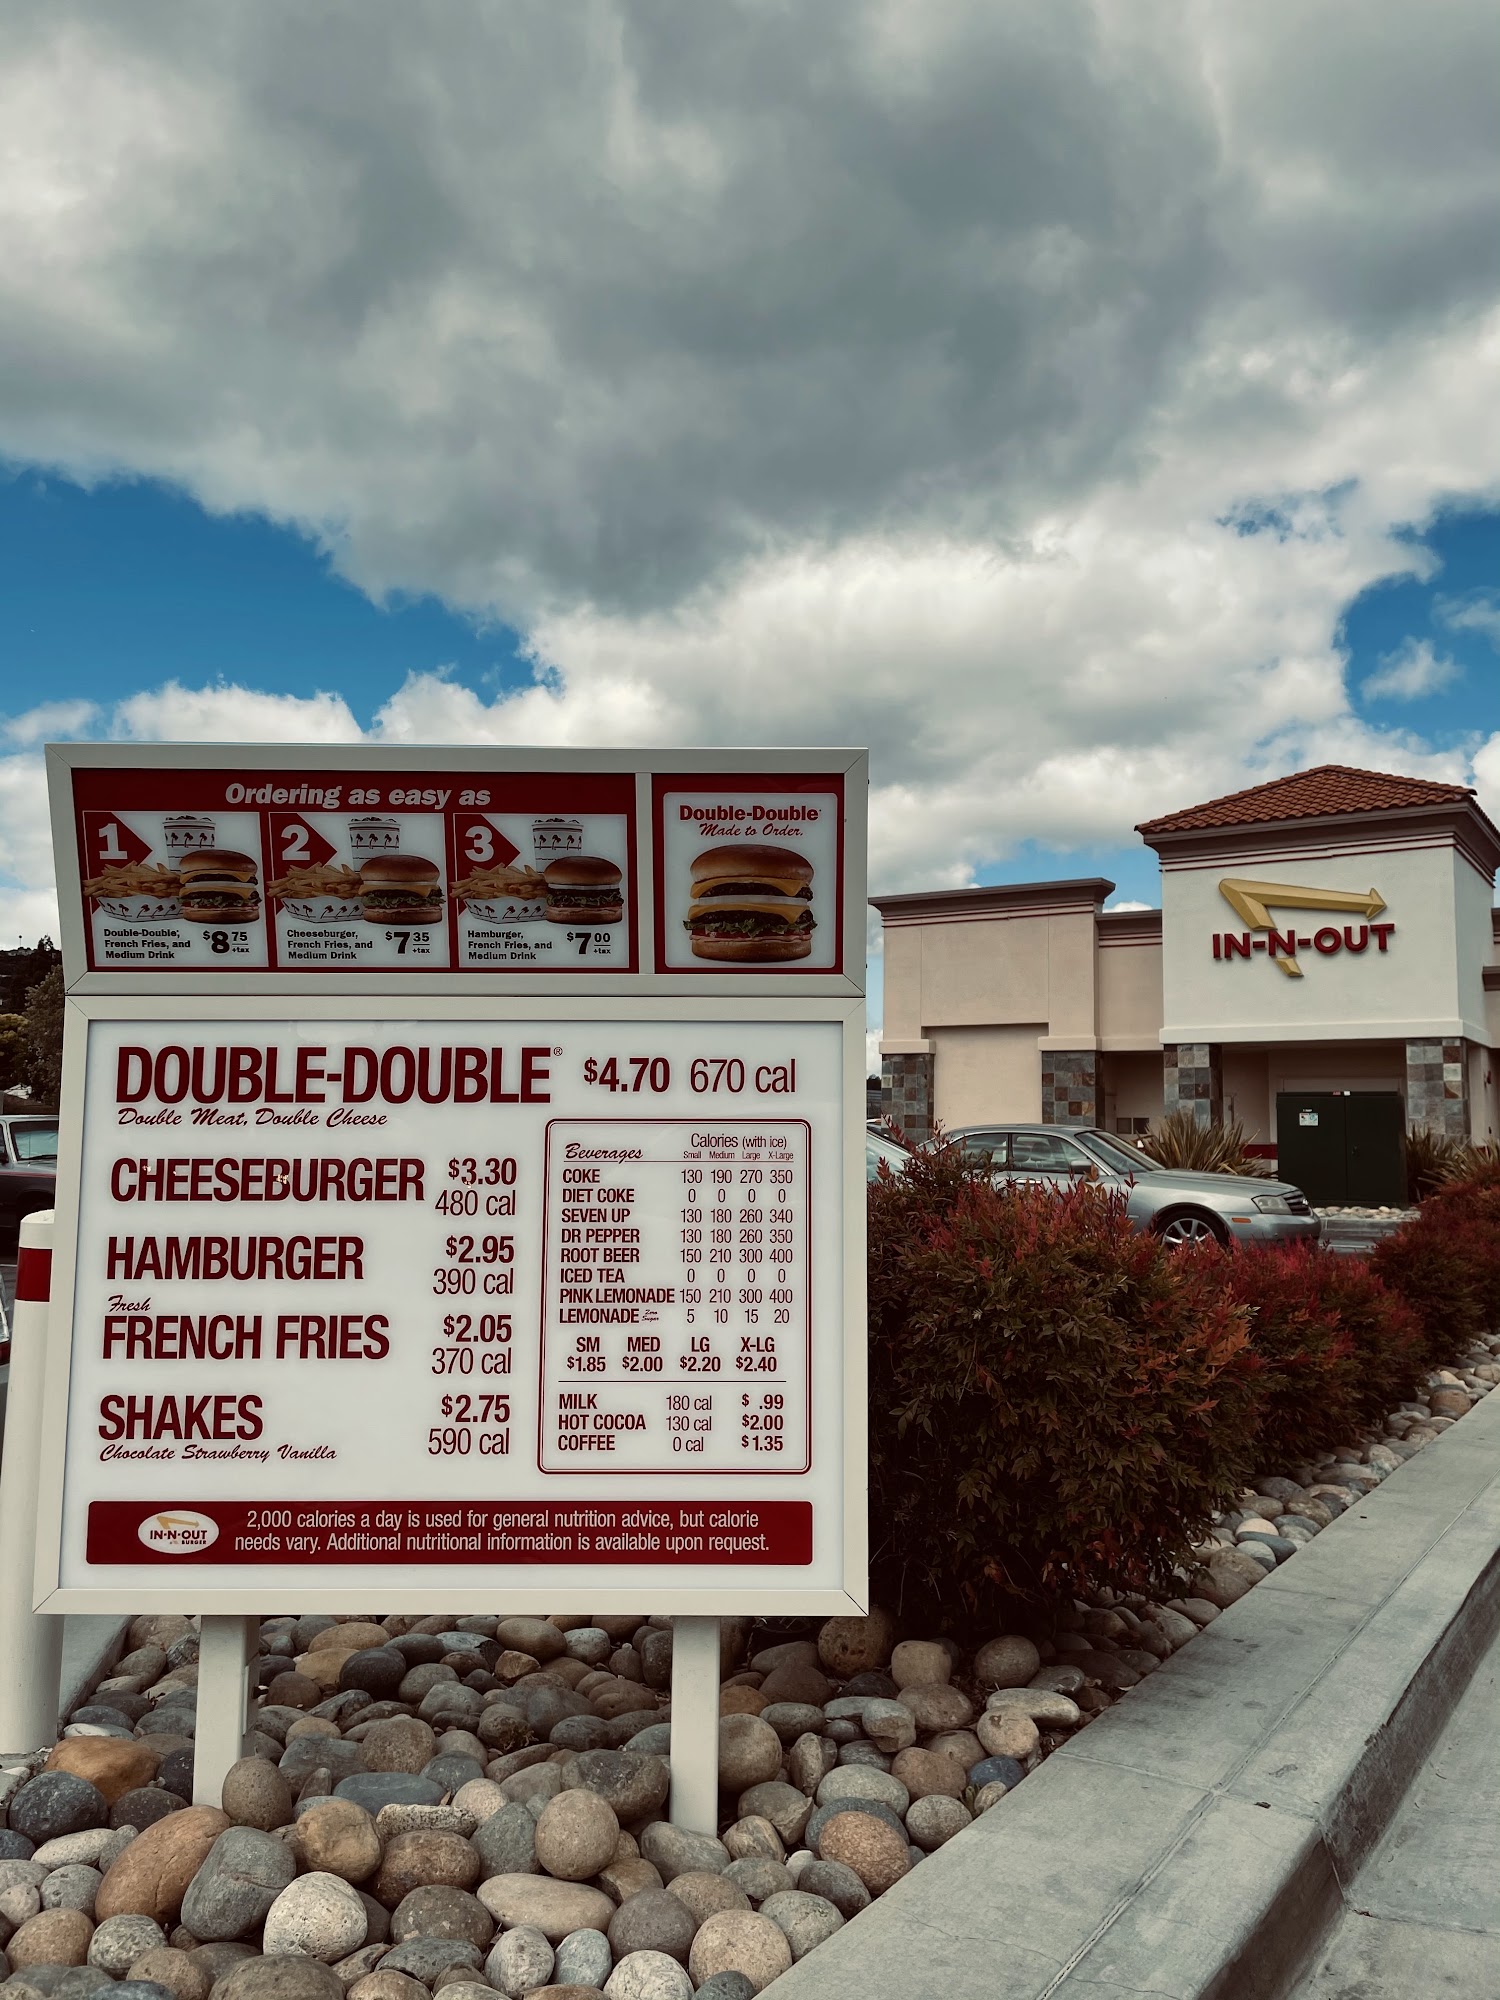 Ordering as easy as
1
Double-Double,
French Fries, and
Medium Drink
$8 75
+tax
2
Cheeseburger,
French Fries, and
Medium Drink
$7 35
+tax
3
Hamburger,
French Fries, and
Medium Drink
$7 00
+tax
Double-Double
Made to Order.
IN-N-OUT
DOUBLE-DOUBLE® $4.70 670 cal
Double Meat, Double Cheese
CHEESEBURGER $3.30
480 cal
HAMBURGER $2.95
390 cal
Fresh
FRENCH FRIES $2.05
370 cal
SHAKES $2.75
590 cal
Chocolate Strawberry Vanilla
Beverages Calories (with ice)
Small Medium Large X-Large
COKE 130 190 270 350
DIET COKE 0 0 0 0
SEVEN UP 130 180 260 340
DR PEPPER 130 180 260 350
ROOT BEER 150 210 300 400
ICED TEA 0 0 0 0
PINK LEMONADE 150 210 300 400
LEMONADE Zero Sugar 5 10 15 20
SM MED LG X-LG
$1.85 $2.00 $2.20 $2.40
MILK 180 cal $ .99
HOT COCOA 130 cal $2.00
COFFEE 0 cal $1.35
IN-N-OUT
BURGER
2,000 calories a day is used for general nutrition advice, but calorie
needs vary. Additional nutritional information is available upon request.